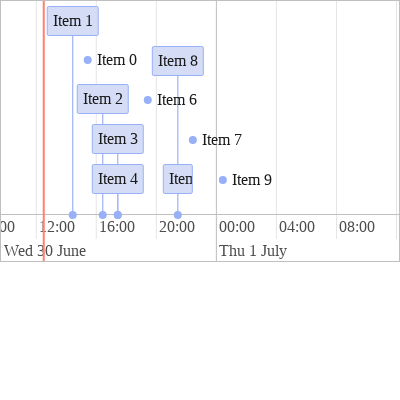 Item 1
Item 0
Item 8
Item 2
Item 6
Item 3
Item 7
Item 4
Item 9
12:00 16:00 20:00 00:00 04:00 08:00
Wed 30 June Thu 1 July